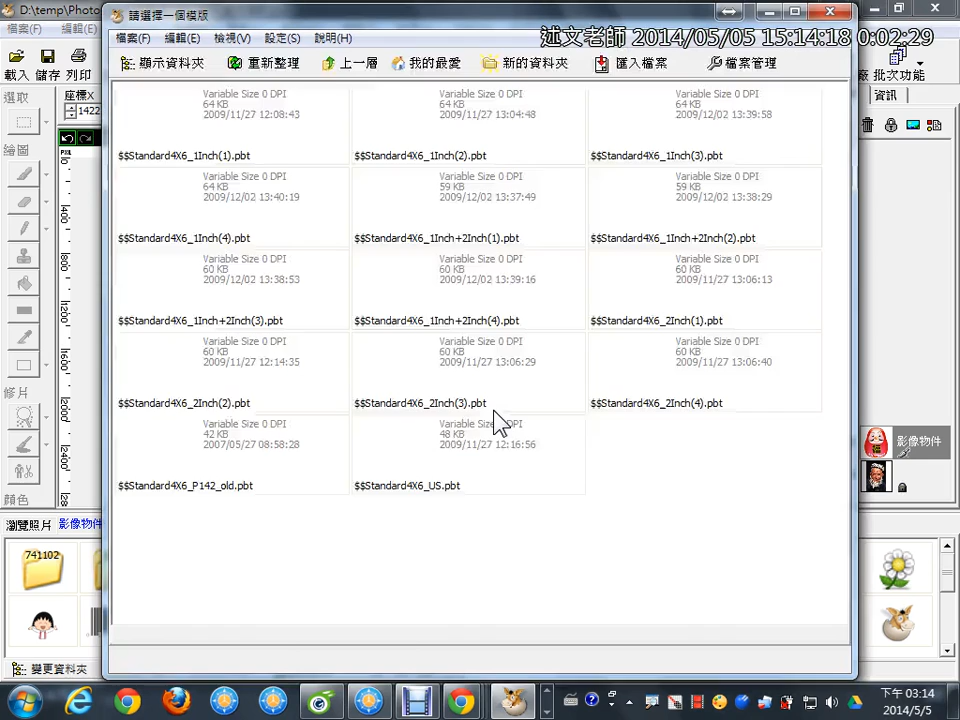 D:\temp\Photo
請選擇一個模版
檔案(F) 編輯(E)
檔案(F) 編輯(E) 檢視(V) 設定(S) 說明(H)
述文老師 2014/05/05 15:14:18 0:02:29
載入 儲存 列印
顯示資料夾 重新整理 上一層 我的最愛 新的資料夾 匯入檔案 檔案管理
批次功能
選取
座標X
1422
資訊
繪圖
修片
顏色
Variable Size 0 DPI
64 KB
2009/11/27 12:08:43
$$Standard4X6_1Inch(1).pbt
Variable Size 0 DPI
64 KB
2009/11/27 13:04:48
$$Standard4X6_1Inch(2).pbt
Variable Size 0 DPI
64 KB
2009/12/02 13:39:58
$$Standard4X6_1Inch(3).pbt
Variable Size 0 DPI
64 KB
2009/12/02 13:40:19
$$Standard4X6_1Inch(4).pbt
Variable Size 0 DPI
59 KB
2009/12/02 13:37:49
$$Standard4X6_1Inch+2Inch(1).pbt
Variable Size 0 DPI
59 KB
2009/12/02 13:38:29
$$Standard4X6_1Inch+2Inch(2).pbt
Variable Size 0 DPI
60 KB
2009/12/02 13:38:53
$$Standard4X6_1Inch+2Inch(3).pbt
Variable Size 0 DPI
60 KB
2009/12/02 13:39:16
$$Standard4X6_1Inch+2Inch(4).pbt
Variable Size 0 DPI
60 KB
2009/11/27 13:06:13
$$Standard4X6_2Inch(1).pbt
Variable Size 0 DPI
60 KB
2009/11/27 12:14:35
$$Standard4X6_2Inch(2).pbt
Variable Size 0 DPI
60 KB
2009/11/27 13:06:29
$$Standard4X6_2Inch(3).pbt
Variable Size 0 DPI
60 KB
2009/11/27 13:06:40
$$Standard4X6_2Inch(4).pbt
Variable Size 0 DPI
42 KB
2007/05/27 08:58:28
$$Standard4X6_P142_old.pbt
Variable Size 0 DPI
48 KB
2009/11/27 12:16:56
$$Standard4X6_US.pbt
影像物件
瀏覽照片 影像物件
741102
變更資料夾
下午 03:14
2014/5/5